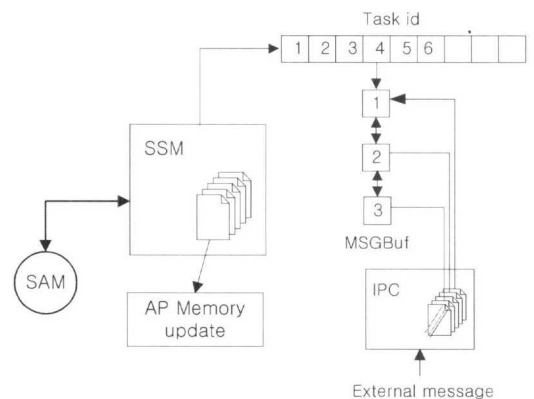 Task id
1 2 3 4 5 6
1
SSM
2
3
MSGBuf
SAM
IPC
AP Memory
update
External message